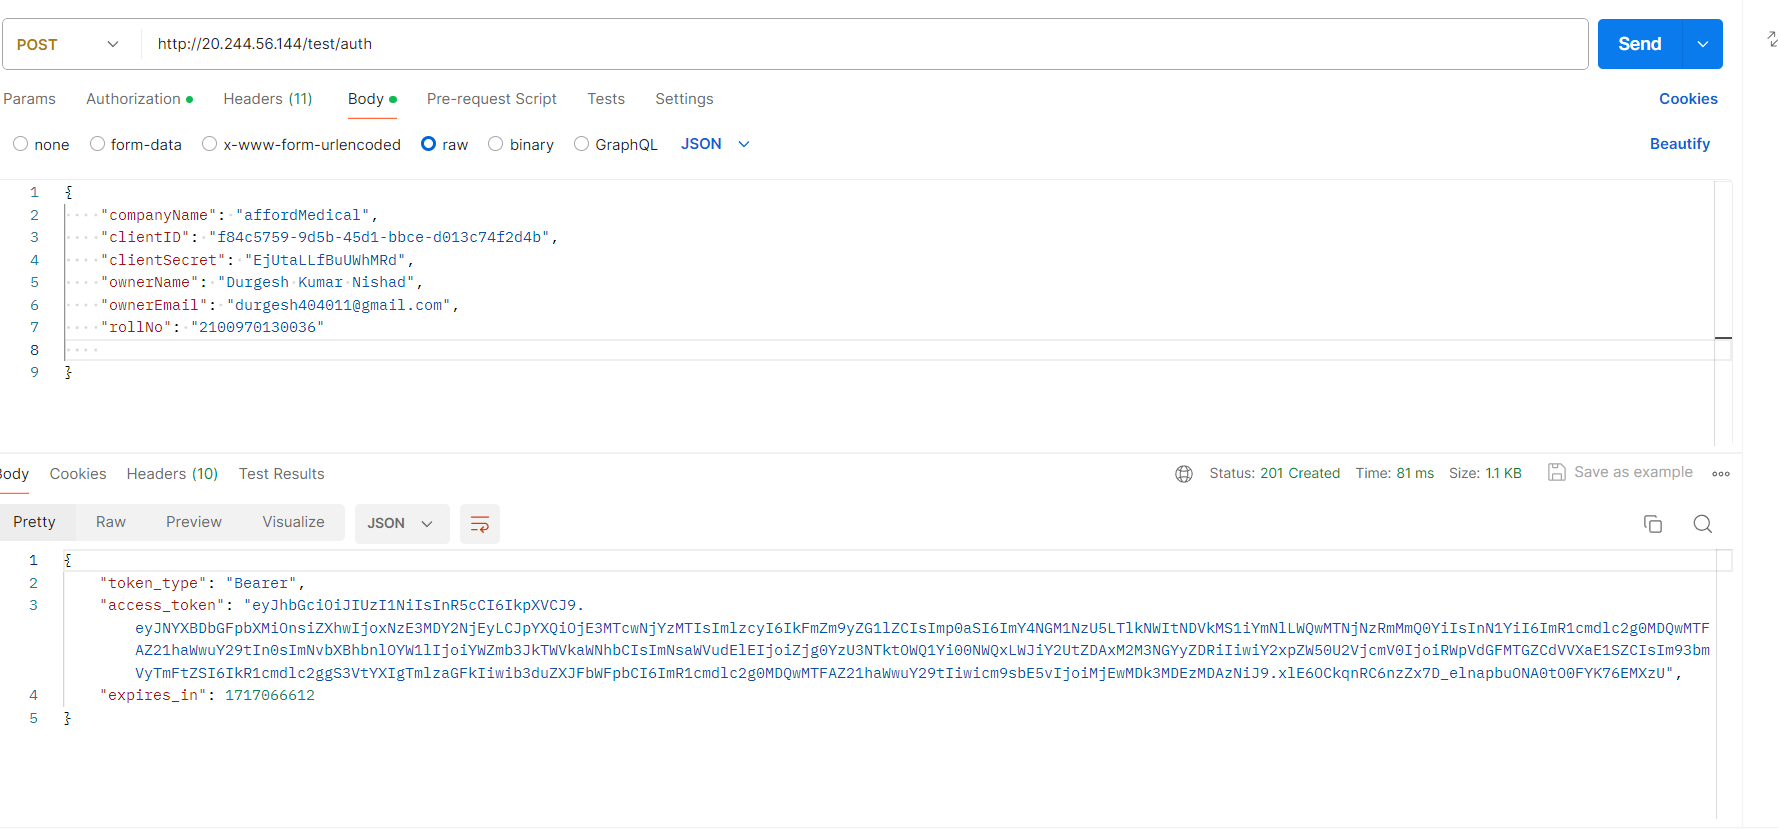 POST http://20.244.56.144/test/auth Send
Params Authorization Headers (11) Body Pre-request Script Tests Settings Cookies
none form-data x-www-form-urlencoded raw binary GraphQL JSON Beautify
1 {
2 "companyName": "affordMedical",
3 "clientID": "f84c5759-9d5b-45d1-bbce-d013c74f2d4b",
4 "clientSecret": "EjUtaLLfBuUWhMRd",
5 "ownerName": "Durgesh Kumar Nishad",
6 "ownerEmail": "durgesh404011@gmail.com",
7 "rollNo": "2100970130036"
8
9 }
Body Cookies Headers (10) Test Results Status: 201 Created Time: 81 ms Size: 1.1 KB Save as example
Pretty Raw Preview Visualize JSON
1 {
2 "token_type": "Bearer",
3 "access_token": "eyJhbGciOiJIUzI1NiIsInR5cCI6IkpXVCJ9.
eyJNYXBDbGFpbXMiOnsiZXhwIjoxNzE3MDY2NjEyLCJpYXQiOjE3MTcwNjYzMTIsImlzcyI6IkFmZm9yZG1lZCIsImp0aSI6ImY4NGM1NzU5LTlkNWItNDVkMS1iYmNlLWQwMTNjNzRmMmQ0YiIsInN1YiI6ImR1cmdlc2g0MDQwMTF
AZ21haWwuY29tIn0sImNvbXBhbnlOYW1lIjoiYWZmb3JkTWVkaWNhbCIsImNsaWVudElEIjoiZjg0YzU3NTktOWQ1Yi00NWQxLWJiY2UtZDAxM2M3NGYyZDRiIiwiY2xpZW50U2VjcmV0IjoiRWpVdGFMTGZCdVVXaE1SZCIsIm93bm
VyTmFtZSI6IkR1cmdlc2ggS3VtYXIgTmlzaGFkIiwib3duZXJFbWFpbCI6ImR1cmdlc2g0MDQwMTFAZ21haWwuY29tIiwicm9sbE5vIjoiMjEwMDk3MDEzMDAzNiJ9.xlE6OCkqnRC6nzZx7D_elnapbuONA0tO0FYK76EMXzU",
4 "expires_in": 1717066612
5 }